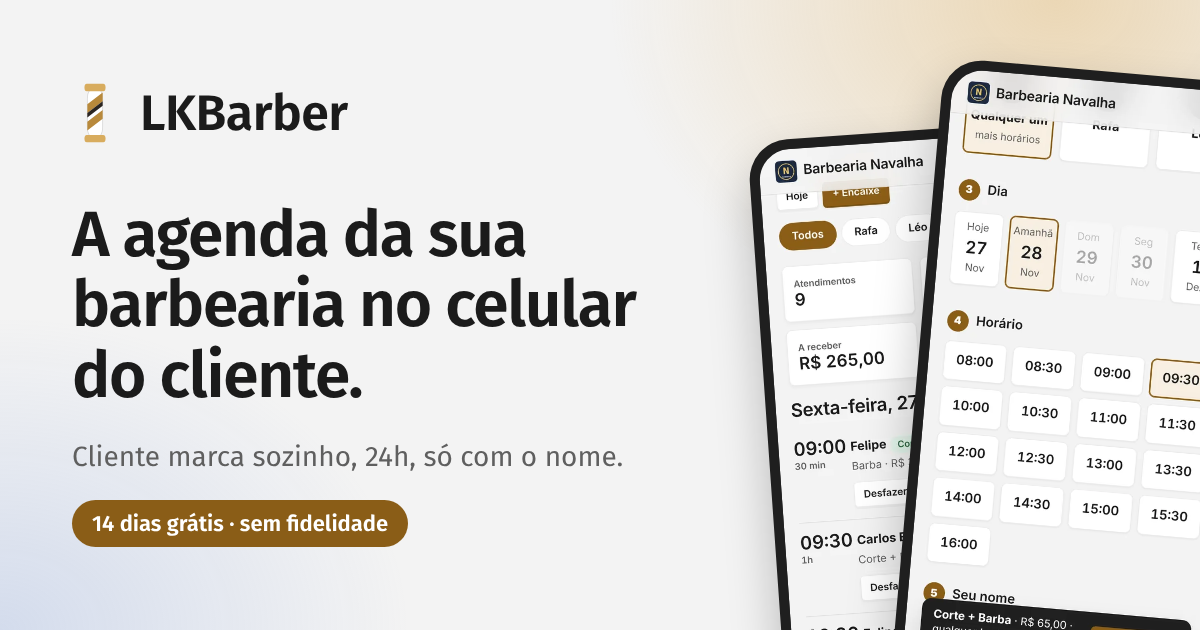 LKBarber
A agenda da sua
barbearia no celular
do cliente.
Cliente marca sozinho, 24h, só com o nome.
14 dias grátis · sem fidelidade
N Barbearia Navalha
Hoje + Encaixe
Todos Rafa Léo
Atendimentos
9
A receber
R$ 265,00
Sexta-feira, 27
09:00 Felipe
30 min Barba · R$
Desfazer
09:30 Carlos
1h Corte +
N Barbearia Navalha
Qualquer um Rafa
mais horários
3 Dia
Hoje Amanhã Dom Seg
27 28 29 30
Nov Nov Nov Nov
4 Horário
08:00 08:30 09:00 09:30
10:00 10:30 11:00 11:30
12:00 12:30 13:00 13:30
14:00 14:30 15:00 15:30
16:00
5 Seu nome
Corte + Barba · R$ 65,00 ·